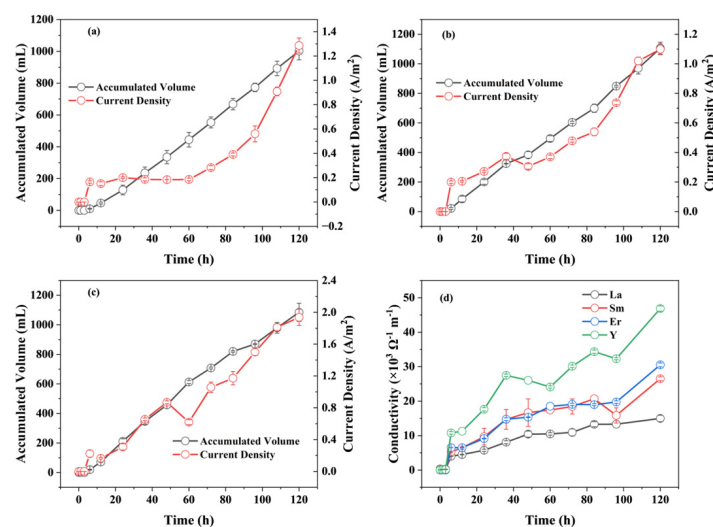 (a)
Accumulated Volume
Current Density
Accumulated Volume (mL)
1200
1000
800
600
400
200
0
-200
Current Density (A/m²)
1.4
1.2
1.0
0.8
0.6
0.4
0.2
0.0
−0.2
0 20 40 60 80 100 120
Time (h)
(b)
Accumulated Volume
Current Density
Accumulated Volume (mL)
1200
1000
800
600
400
200
0
Current Density (A/m²)
1.2
1.0
0.8
0.6
0.4
0.2
0.0
0 20 40 60 80 100 120
Time (h)
(c)
Accumulated Volume
Current Density
Accumulated Volume (mL)
1200
1000
800
600
400
200
0
Current Density (A/m²)
2.4
2.0
1.6
1.2
0.8
0.4
0.0
0 20 40 60 80 100 120
Time (h)
(d)
La
Sm
Er
Y
Conductivity (×10³ Ω⁻¹ m⁻¹)
50
40
30
20
10
0
0 20 40 60 80 100 120
Time (h)